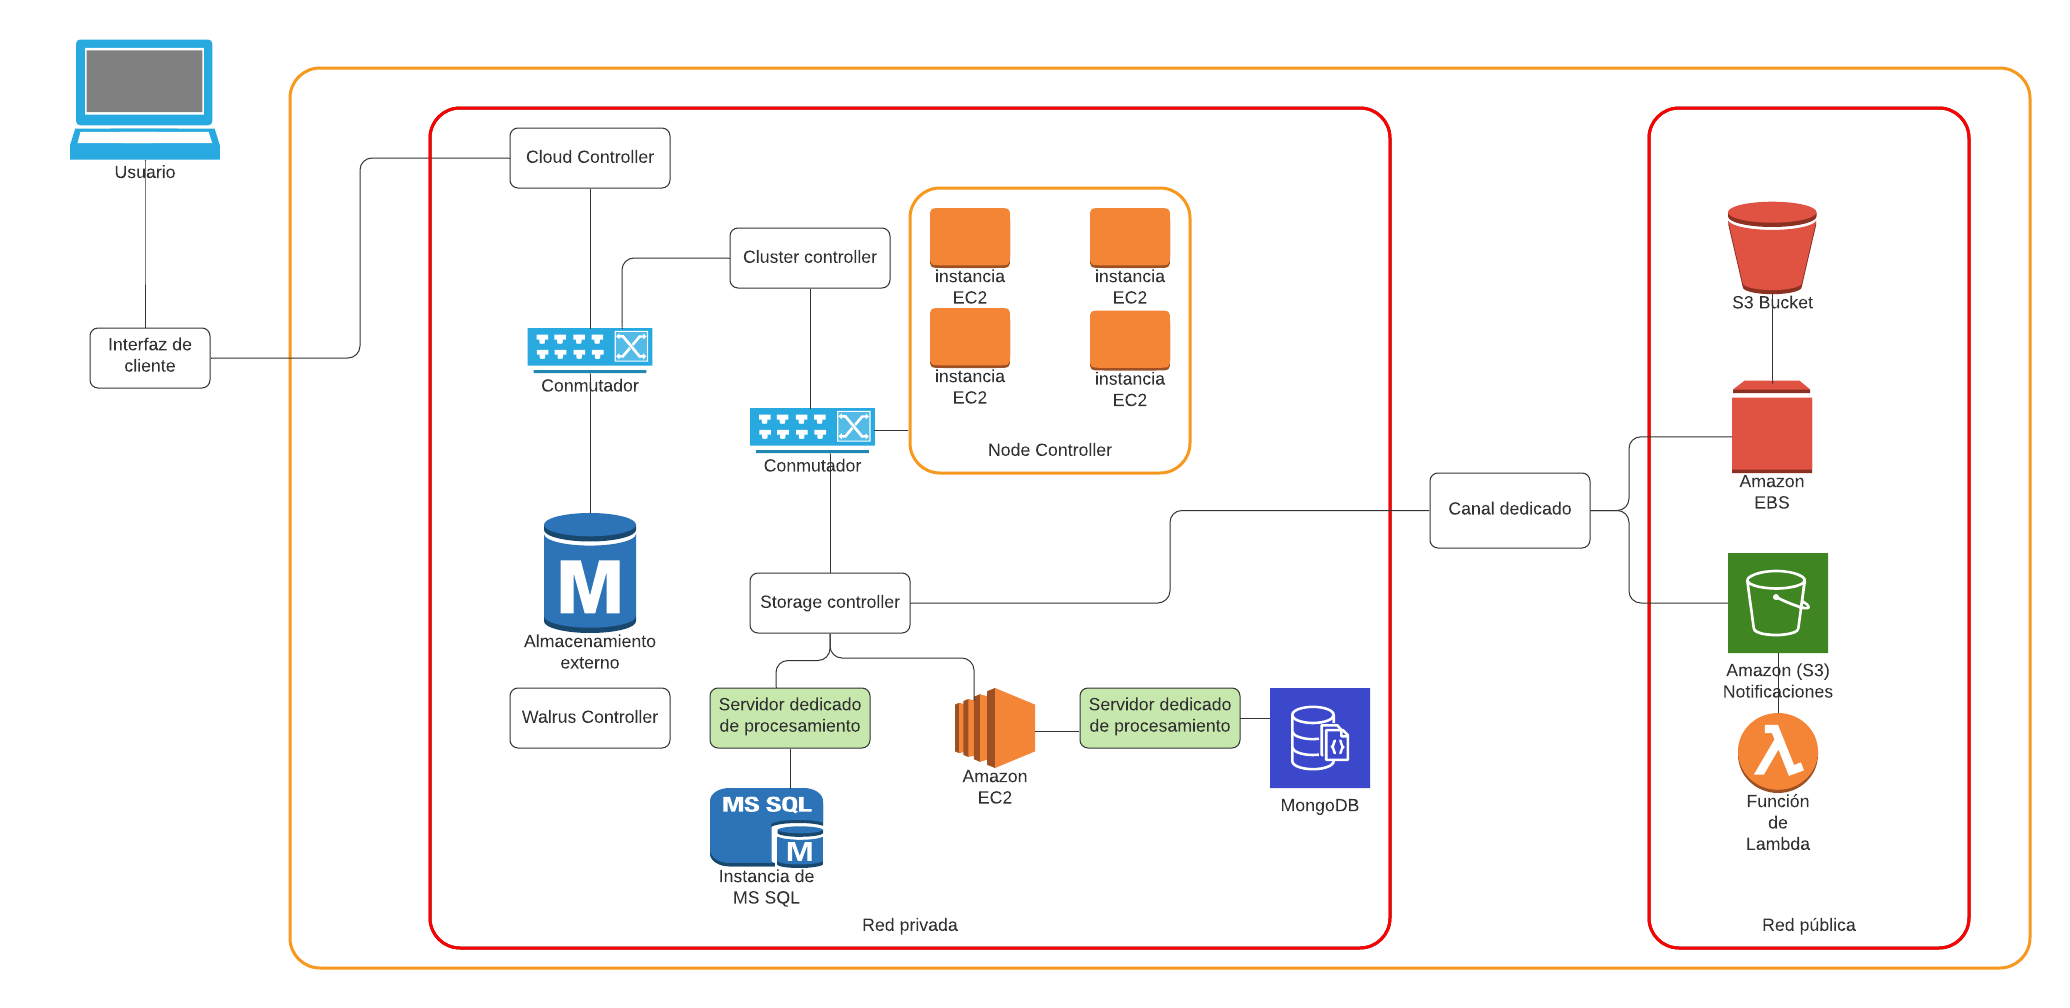 Usuario
Interfaz de
cliente
Cloud Controller
Cluster controller
Conmutador
Conmutador
instancia
EC2
instancia
EC2
instancia
EC2
instancia
EC2
Node Controller
M
Almacenamiento
externo
Walrus Controller
Storage controller
Servidor dedicado
de procesamiento
MS SQL
M
Instancia de
MS SQL
Amazon
EC2
Servidor dedicado
de procesamiento
MongoDB
Red privada
Canal dedicado
S3 Bucket
Amazon
EBS
Amazon (S3)
Notificaciones
λ
Función
de
Lambda
Red pública